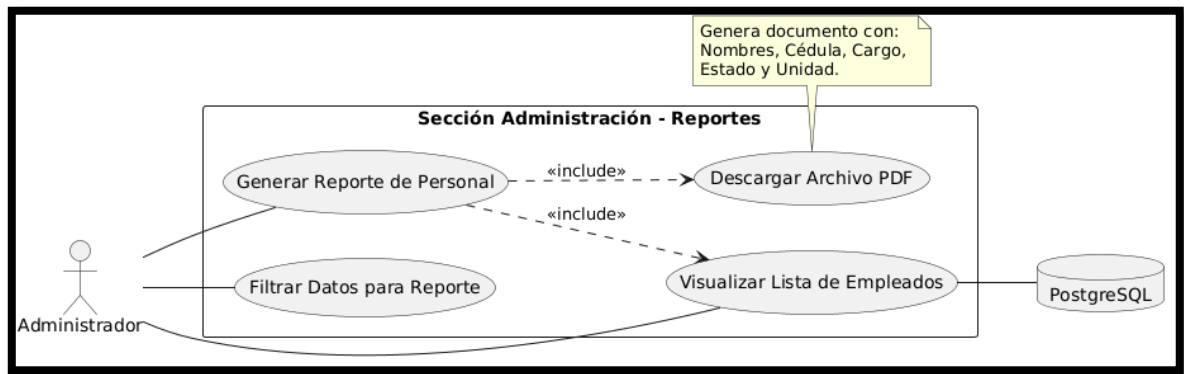 Genera documento con:
Nombres, Cédula, Cargo,
Estado y Unidad.
Sección Administración - Reportes
Generar Reporte de Personal
«include»
Descargar Archivo PDF
«include»
Filtrar Datos para Reporte
Visualizar Lista de Empleados
PostgreSQL
Administrador